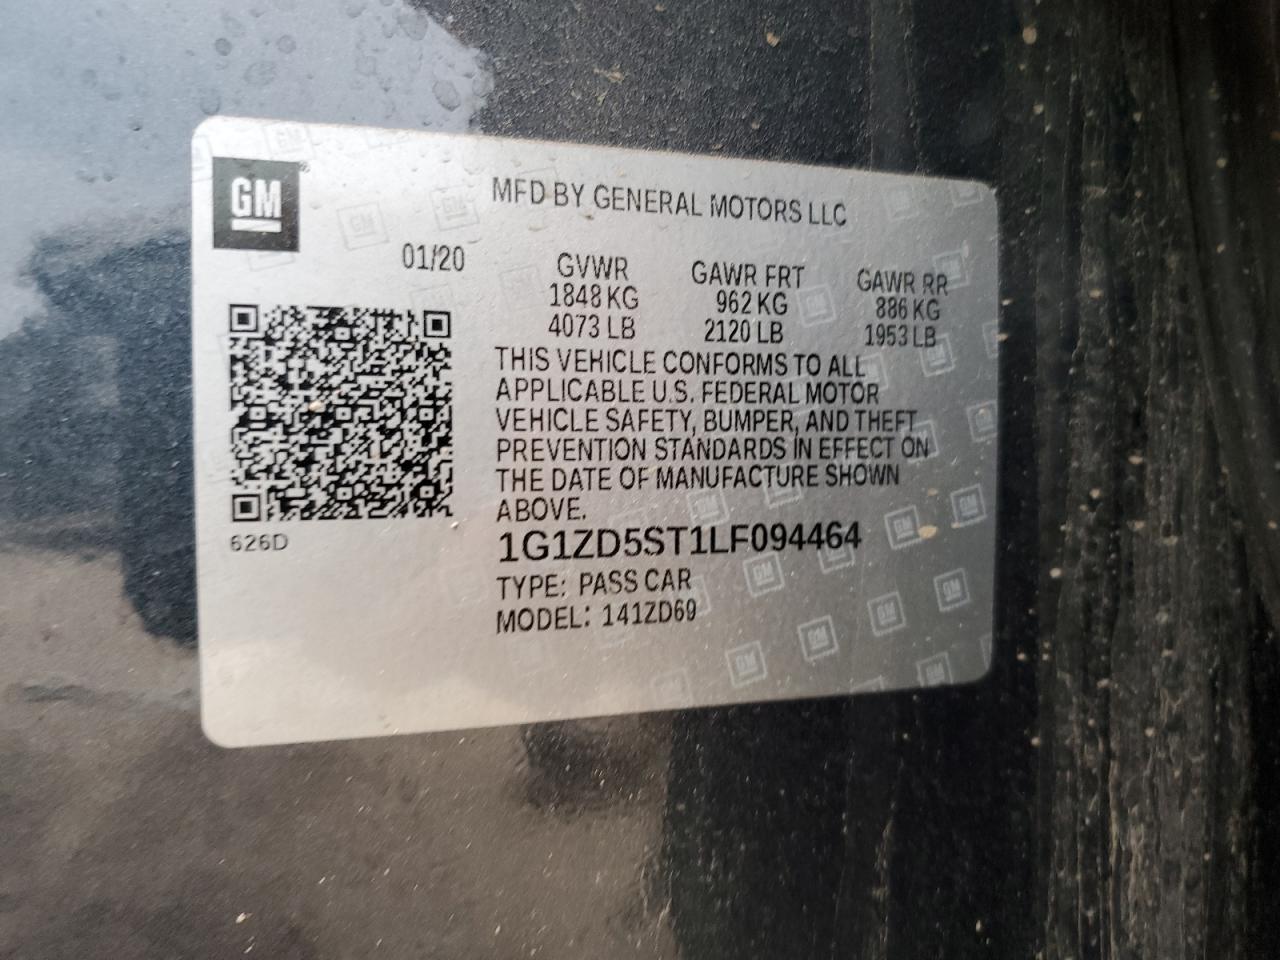 GM
MFD BY GENERAL MOTORS LLC
01/20
GVWR
1848 KG
4073 LB
GAWR FRT
962 KG
2120 LB
GAWR RR
886 KG
1953 LB
THIS VEHICLE CONFORMS TO ALL
APPLICABLE U.S. FEDERAL MOTOR
VEHICLE SAFETY, BUMPER, AND THEFT
PREVENTION STANDARDS IN EFFECT ON
THE DATE OF MANUFACTURE SHOWN
ABOVE.
626D
1G1ZD5ST1LF094464
TYPE: PASS CAR
MODEL: 141ZD69